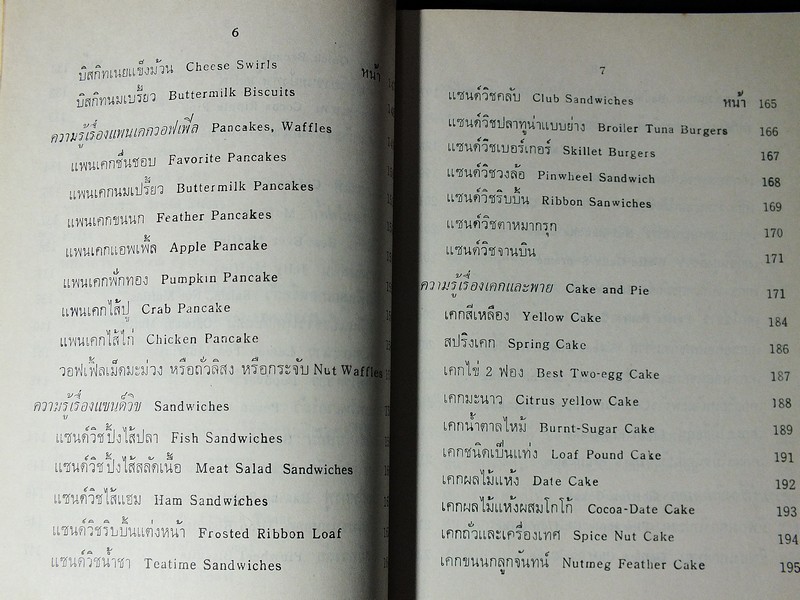 6
หน้า
บิสกิทเนยแข็งม้วน Cheese Swirls
บิสกิทนมเบรี้ยว Buttermilk Biscuits
ความรู้เรื่องแพนเคกวอฟเฟิล Pancakes, Waffles
แพนเคกชื่นชอบ Favorite Pancakes
แพนเคกนมเปรี้ยว Buttermilk Pancakes
แพนเคกขนนก Feather Pancakes
แพนเคกแอพเพิ้ล Apple Pancake
แพนเคกฟักทอง Pumpkin Pancake
แพนเคกไส้ปู Crab Pancake
แพนเคกไส้ไก่ Chicken Pancake
วอฟเฟิ้ลเม็ดมะม่วง หรือถั่วลิสง หรือกระจับ Nut Waffles
ความรู้เรื่องแซนด์วิช Sandwiches
แซนด์วิชปิ้งไส้ปลา Fish Sandwiches
แซนด์วิชปิ้งไส้สลัดเนื้อ Meat Salad Sandwiches
แซนด์วิชไส้แฮม Ham Sandwiches
แซนด์วิชริบบิ้นแต่งหน้า Frosted Ribbon Loaf
แซนด์วิชน้ำชา Teatime Sandwiches
7
แซนด์วิชคลับ Club Sandwiches หน้า 165
แซนด์วิชปลาทูน่าแบบย่าง Broiler Tuna Burgers 166
แซนด์วีชเบอร์เกอร์ Skillet Burgers 167
แซนด์วิชวงล้อ Pinwheel Sandwich 168
แซนด์วิชริบบิ้น Ribbon Sanwiches 169
แซนด์วิชตาหมากรุก 170
แซนด์วิชจานบิน 171
ความรู้เรื่องเคกและพาย Cake and Pie 171
เคกสีเหลือง Yellow Cake 184
สปริงเคก Spring Cake 186
เคกไข่ 2 ฟอง Best Two-egg Cake 187
เคกมะนาว Citrus yellow Cake 188
เคกน้ำตาลไหม้ Burnt-Sugar Cake 189
เคกชนิดเป็นแท่ง Loaf Pound Cake 191
เคกผลไม้แห้ง Date Cake 192
เคกผลไม้แห้งผสมโกโก้ Cocoa-Date Cake 193
เคกถั่วและเครื่องเทศ Spice Nut Cake 194
เคกขนนกลูกจันทน์ Nutmeg Feather Cake 195